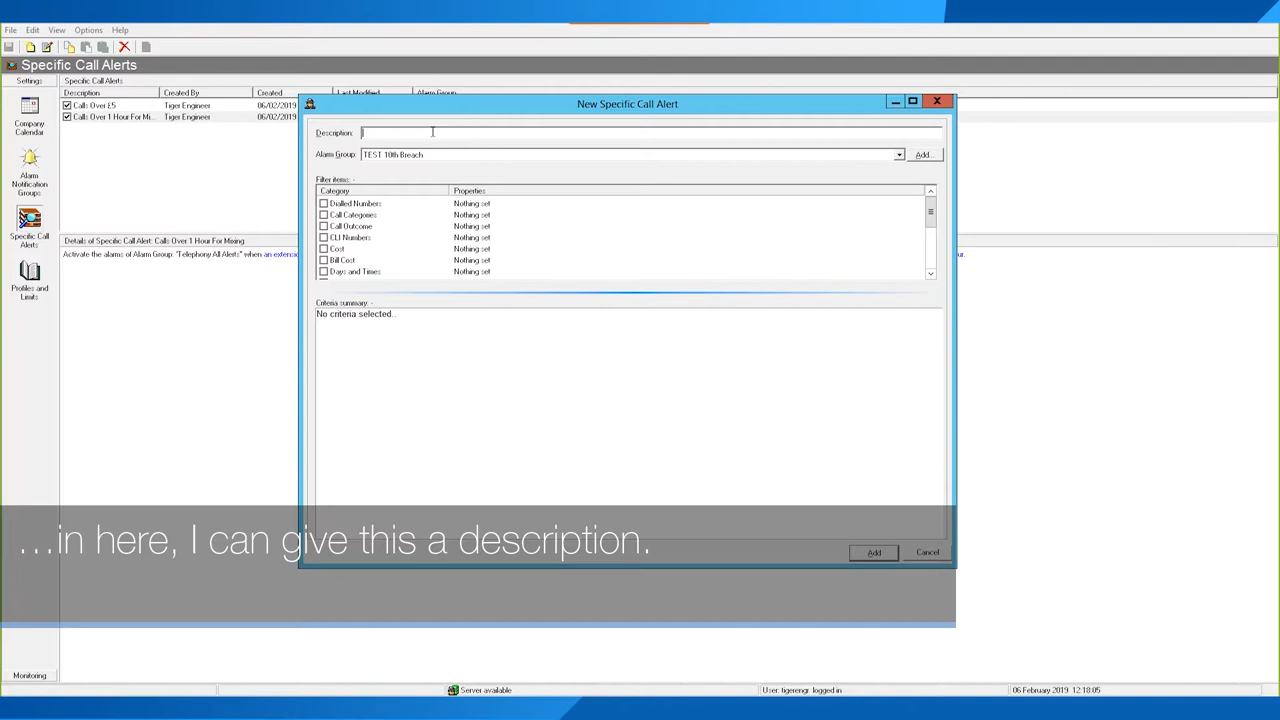 File Edit View Options Help
Specific Call Alerts
Settings
Company
Calendar
Alarm
Notification
Groups
Specific Call
Alerts
Profiles and
Limits
Monitoring
Specific Call Alerts
Description Created By Created Last Modified Alarm Group
Calls Over £5 Tiger Engineer 06/02/2019
Calls Over 1 Hour For Mi... Tiger Engineer 06/02/2019
Details of Specific Call Alert: Calls Over 1 Hour For Mixing
Activate the alarms of Alarm Group: "Telephony All Alerts" when an extensi
ur.
New Specific Call Alert
Description:
Alarm Group: TEST 10th Breach Add...
Filter items: -
Category Properties
Dialled Numbers Nothing set
Call Categories Nothing set
Call Outcome Nothing set
CLI Numbers Nothing set
Cost Nothing set
Bill Cost Nothing set
Days and Times Nothing set
Criteria summary: -
No criteria selected..
…in here, I can give this a description.
Add Cancel
Server available User: tigerengr logged in 06 February 2019 12:18:05